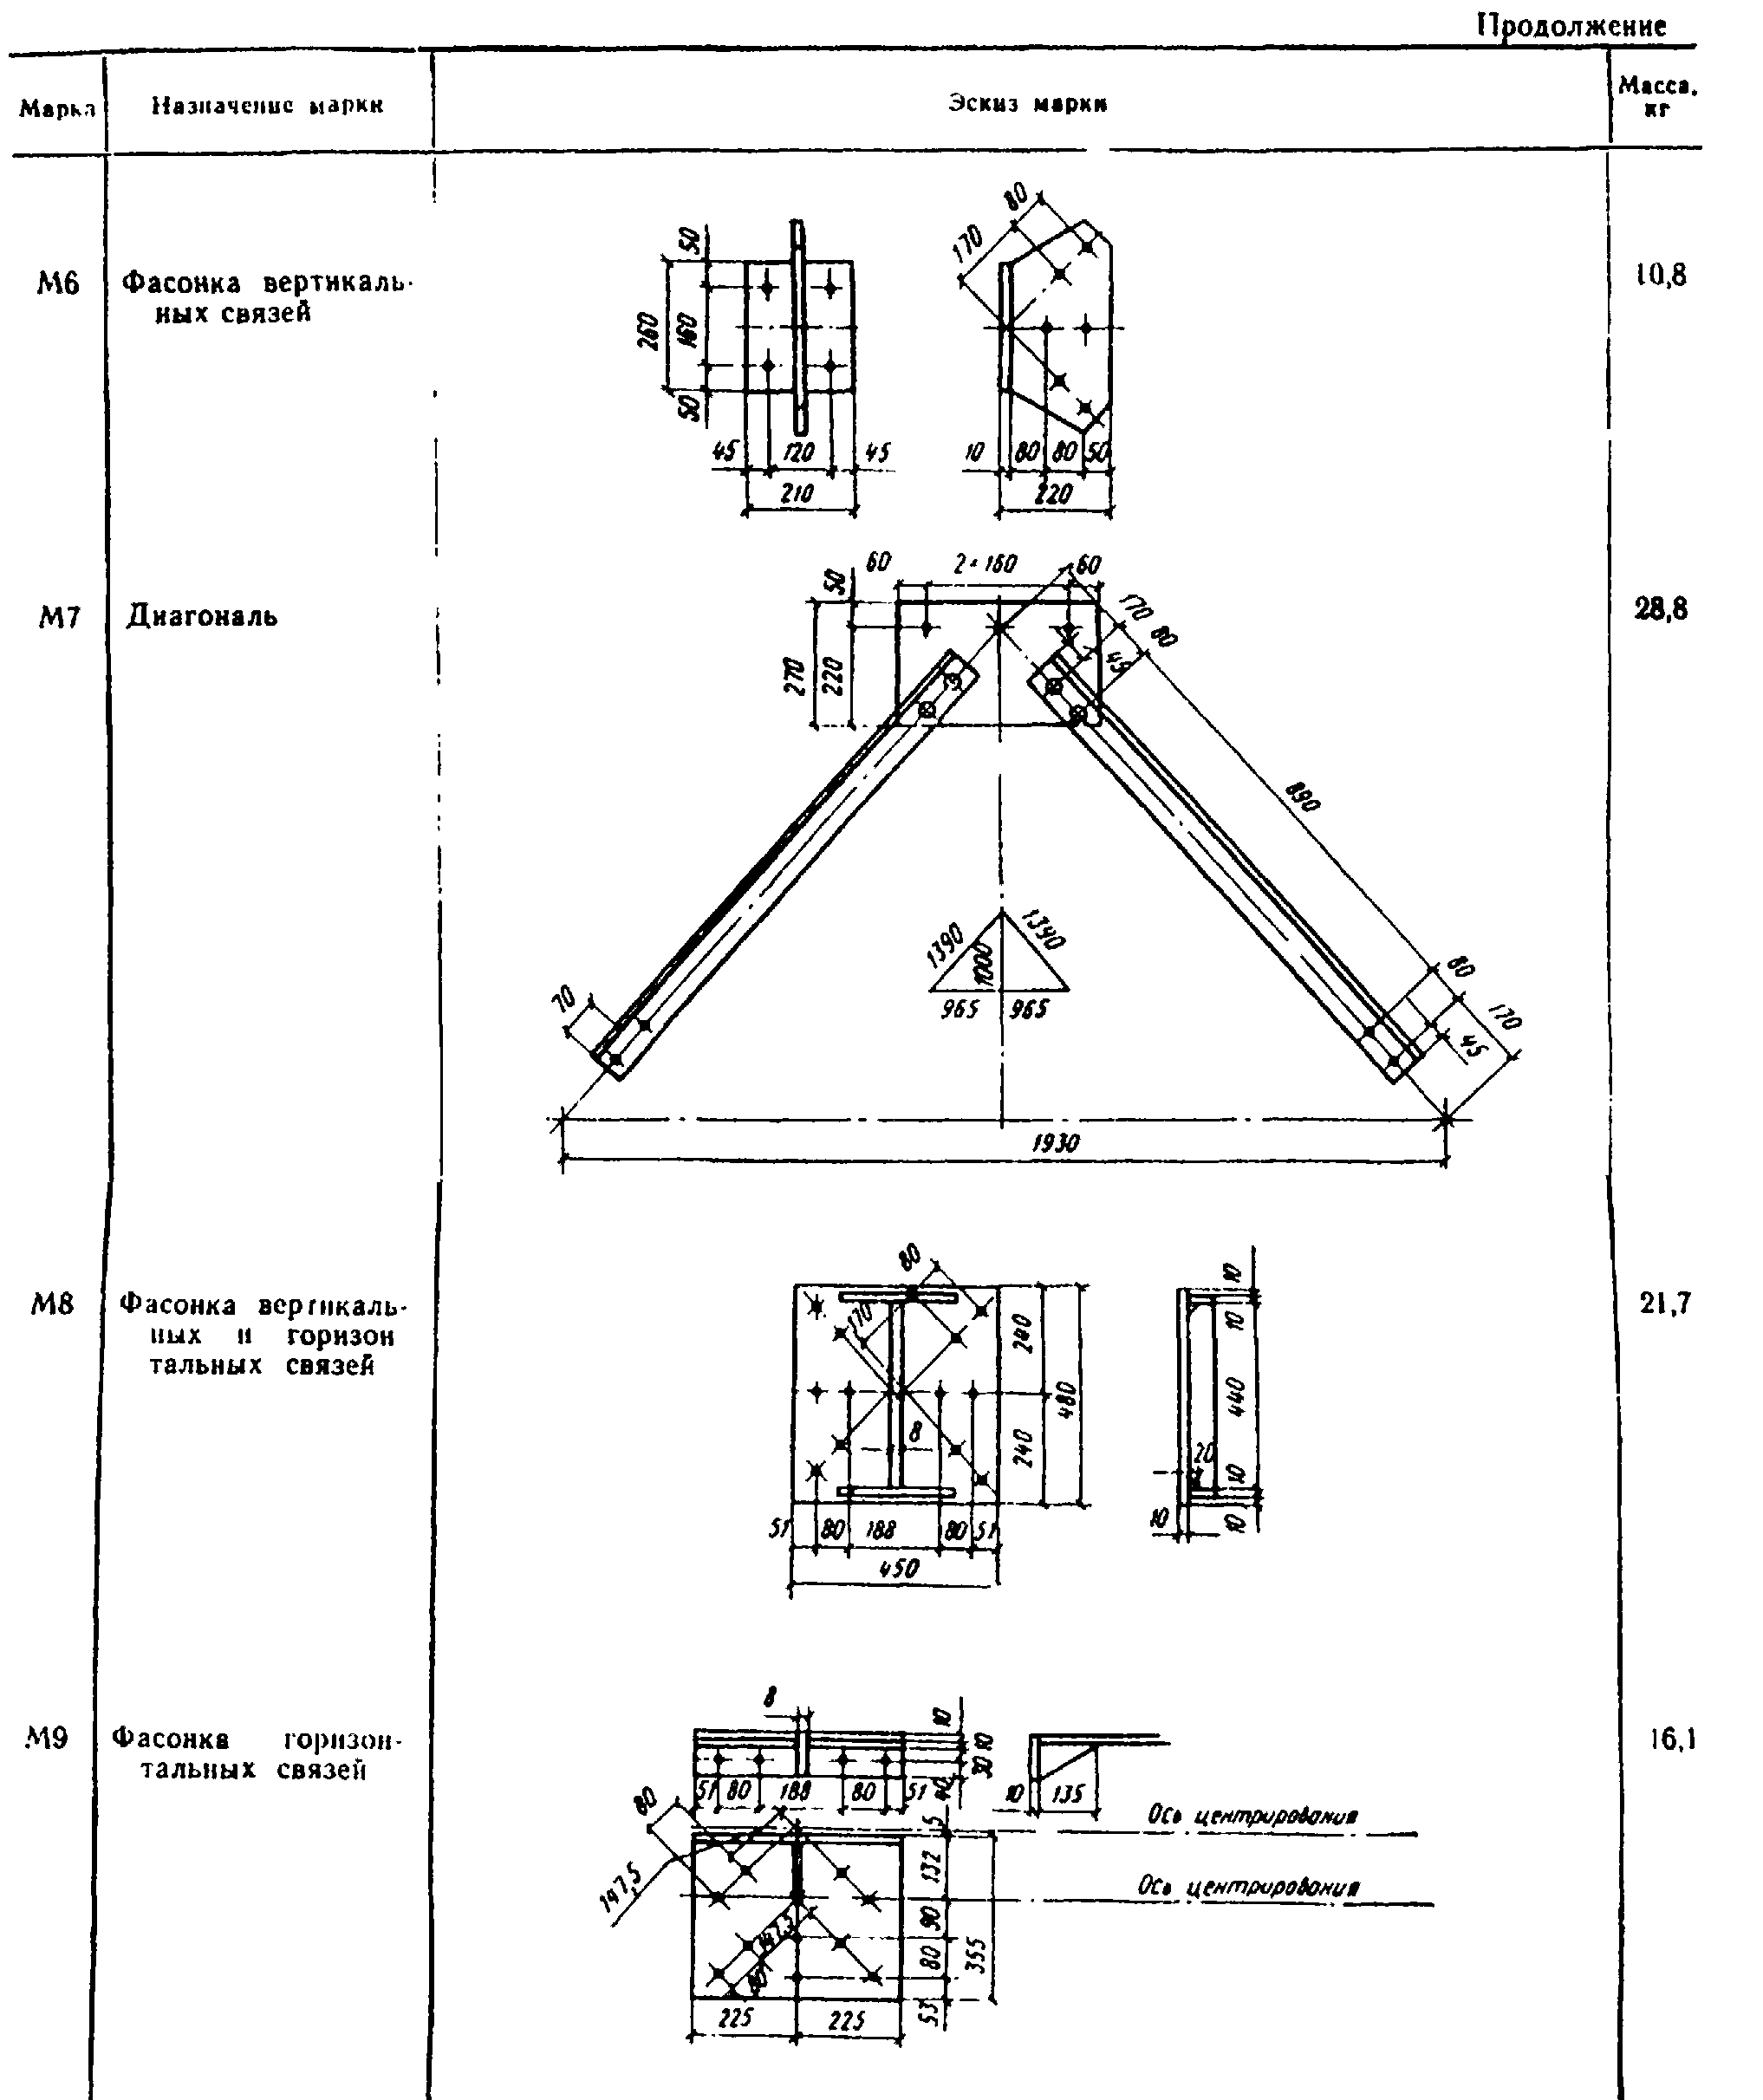 Продолжение
Марка Назначение марки Эскиз марки Масса, кг
М6 Фасонка вертикаль-
ных связей
10,8
50 260 160 50
45 120 45
210
170 80
10 80 80 50
220
М7 Диагональ
28,8
60 2×160 60
50 270 220
170 80
45
890
1390 1000 1390
965 965
70
80 170
45
1930
М8 Фасонка вертикаль-
ных и горизон
тальных связей
21,7
80
170
240 480
8
240
51 80 188 80 51
450
10
10
440
20 10
10 10
М9 Фасонка горизон-
тальных связей
16,1
8
10 10 30 40
51 80 188 80 51
10 135
80
147,5
Ось центрирования
Ось центрирования
5 132 90 80 53
355
147,5
80
225 225